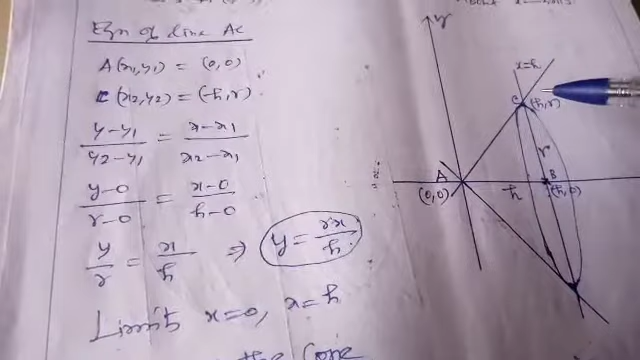 Eqn of line AC
A(x1,y1) = (0,0)
C(x2,y2) = (h,r)
y-y1/y2-y1 = x-x1/x2-x1
y-0/r-0 = x-0/h-0
y/r = x/h ⇒ y = rx/h
Limit x=0, x=h
the Cone
y
x=h
C (h,r)
r
A
(0,0)
h
B
(h,0)